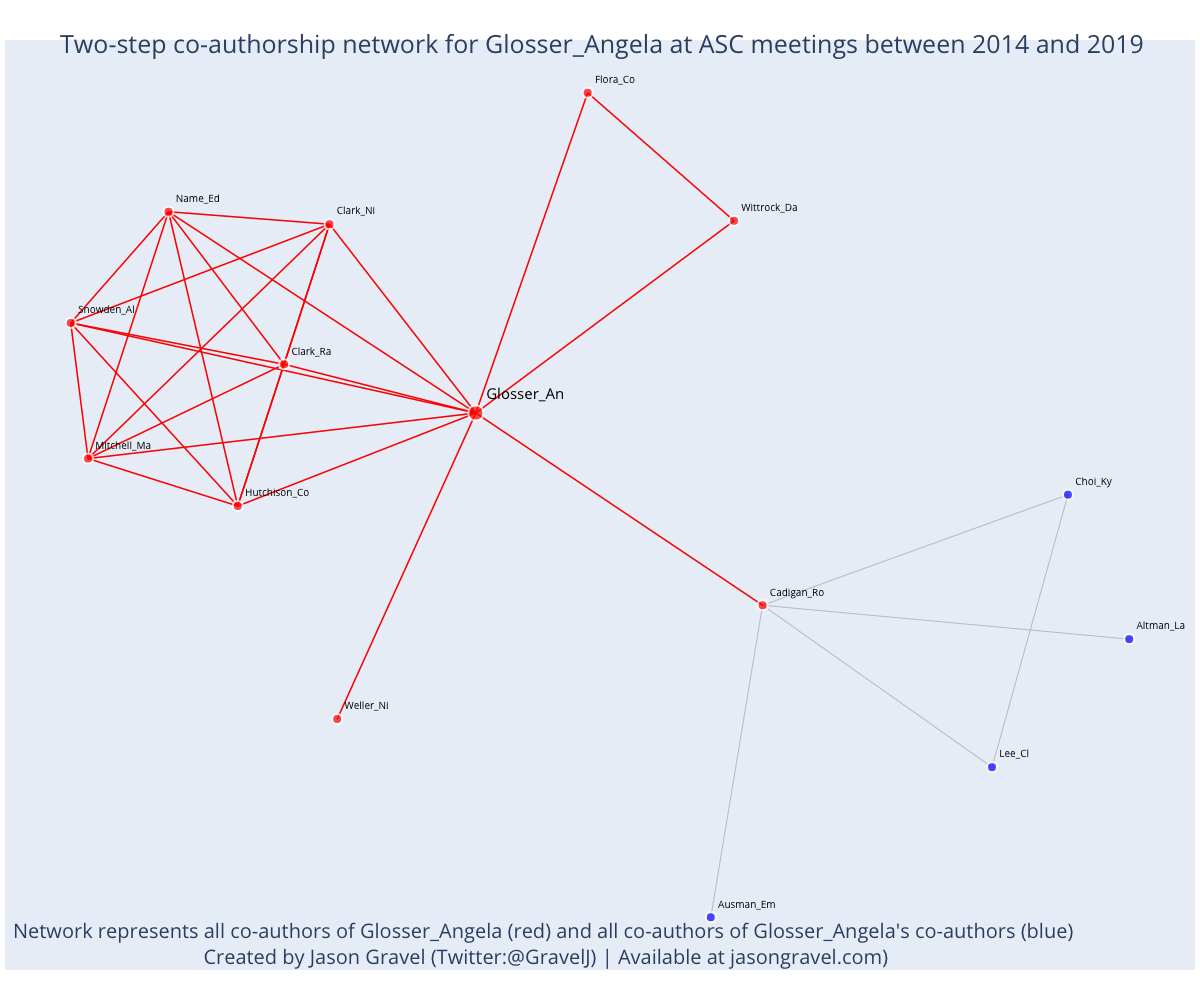 Two-step co-authorship network for Glosser_Angela at ASC meetings between 2014 and 2019
Flora_Co
Name_Ed
Wittrock_Da
Clark_Ni
Snowden_Al
Clark_Ra
Glosser_An
Mitchell_Ma
Choi_Ky
Hutchison_Co
Cadigan_Ro
Altman_La
Weller_Ni
Lee_Cl
Ausman_Em
Network represents all co-authors of Glosser_Angela (red) and all co-authors of Glosser_Angela's co-authors (blue)
Created by Jason Gravel (Twitter:@GravelJ) | Available at jasongravel.com)